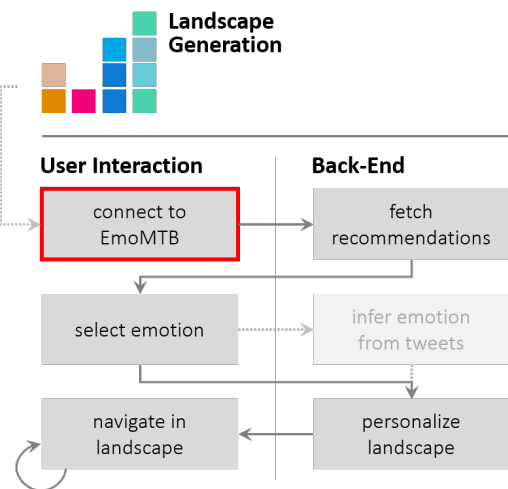 Landscape
Generation
User Interaction
Back-End
connect to
EmoMTB
fetch
recommendations
select emotion
infer emotion
from tweets
navigate in
landscape
personalize
landscape